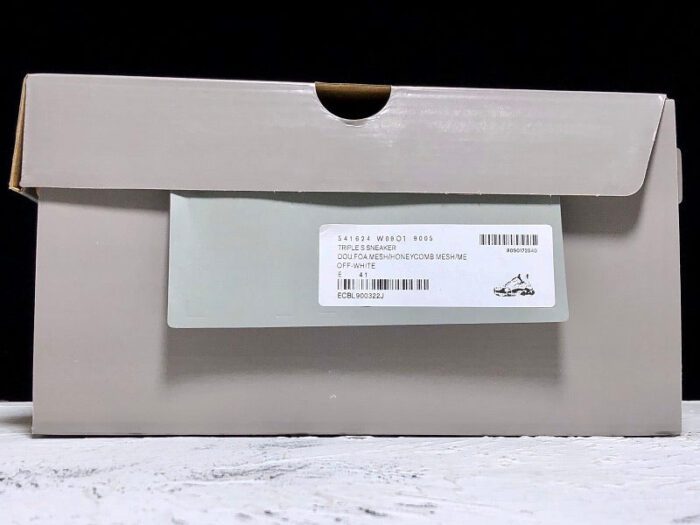 541624 W09O1 9005
TRIPLE S SNEAKER
DOU.FOA.MESH/HONEYCOMB MESH/ME
OFF-WHITE
E 41
ECBL900322J